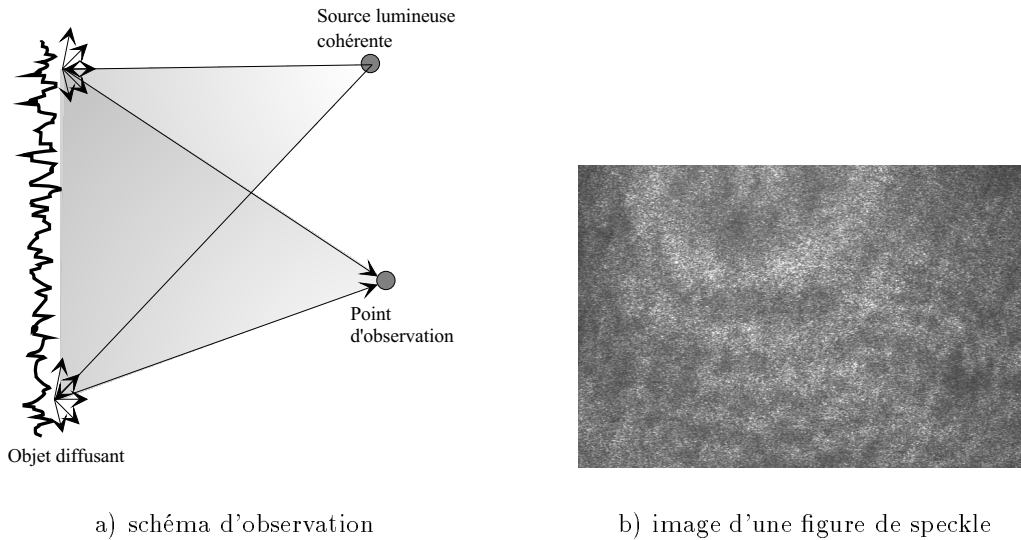 Source lumineuse
cohérente
Point
d'observation
Objet diffusant
a) schéma d'observation
b) image d'une figure de speckle